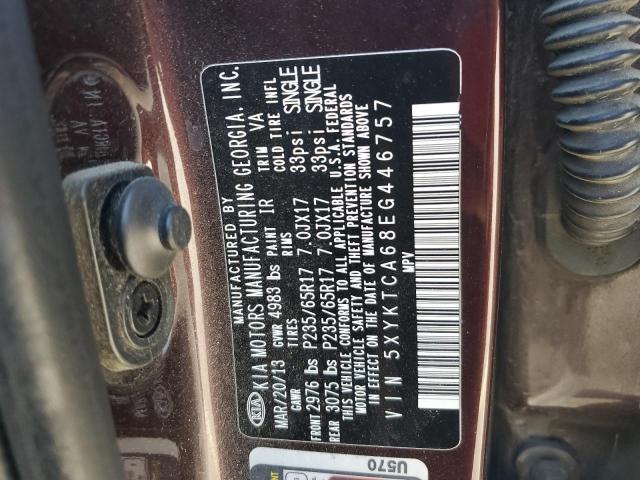 MANUFACTURED BY
KIA KIA MOTORS MANUFACTURING GEORGIA, INC.
MAR/20/13 GVWR 4983 lbs PAINT IR TRIM VA
GAWR TIRES RIMS COLD TIRE INFL
FRONT 2976 lbs P235/65R17 7.0JX17 33psi SINGLE
REAR 3075 lbs P235/65R17 7.0JX17 33psi SINGLE
THIS VEHICLE CONFORMS TO ALL APPLICABLE U.S.A. FEDERAL
MOTOR VEHICLE SAFETY AND THEFT PREVENTION STANDARDS
IN EFFECT ON THE DATE OF MANUFACTURE SHOWN ABOVE
VIN 5XYKTCA68EG446757
MPV
U570